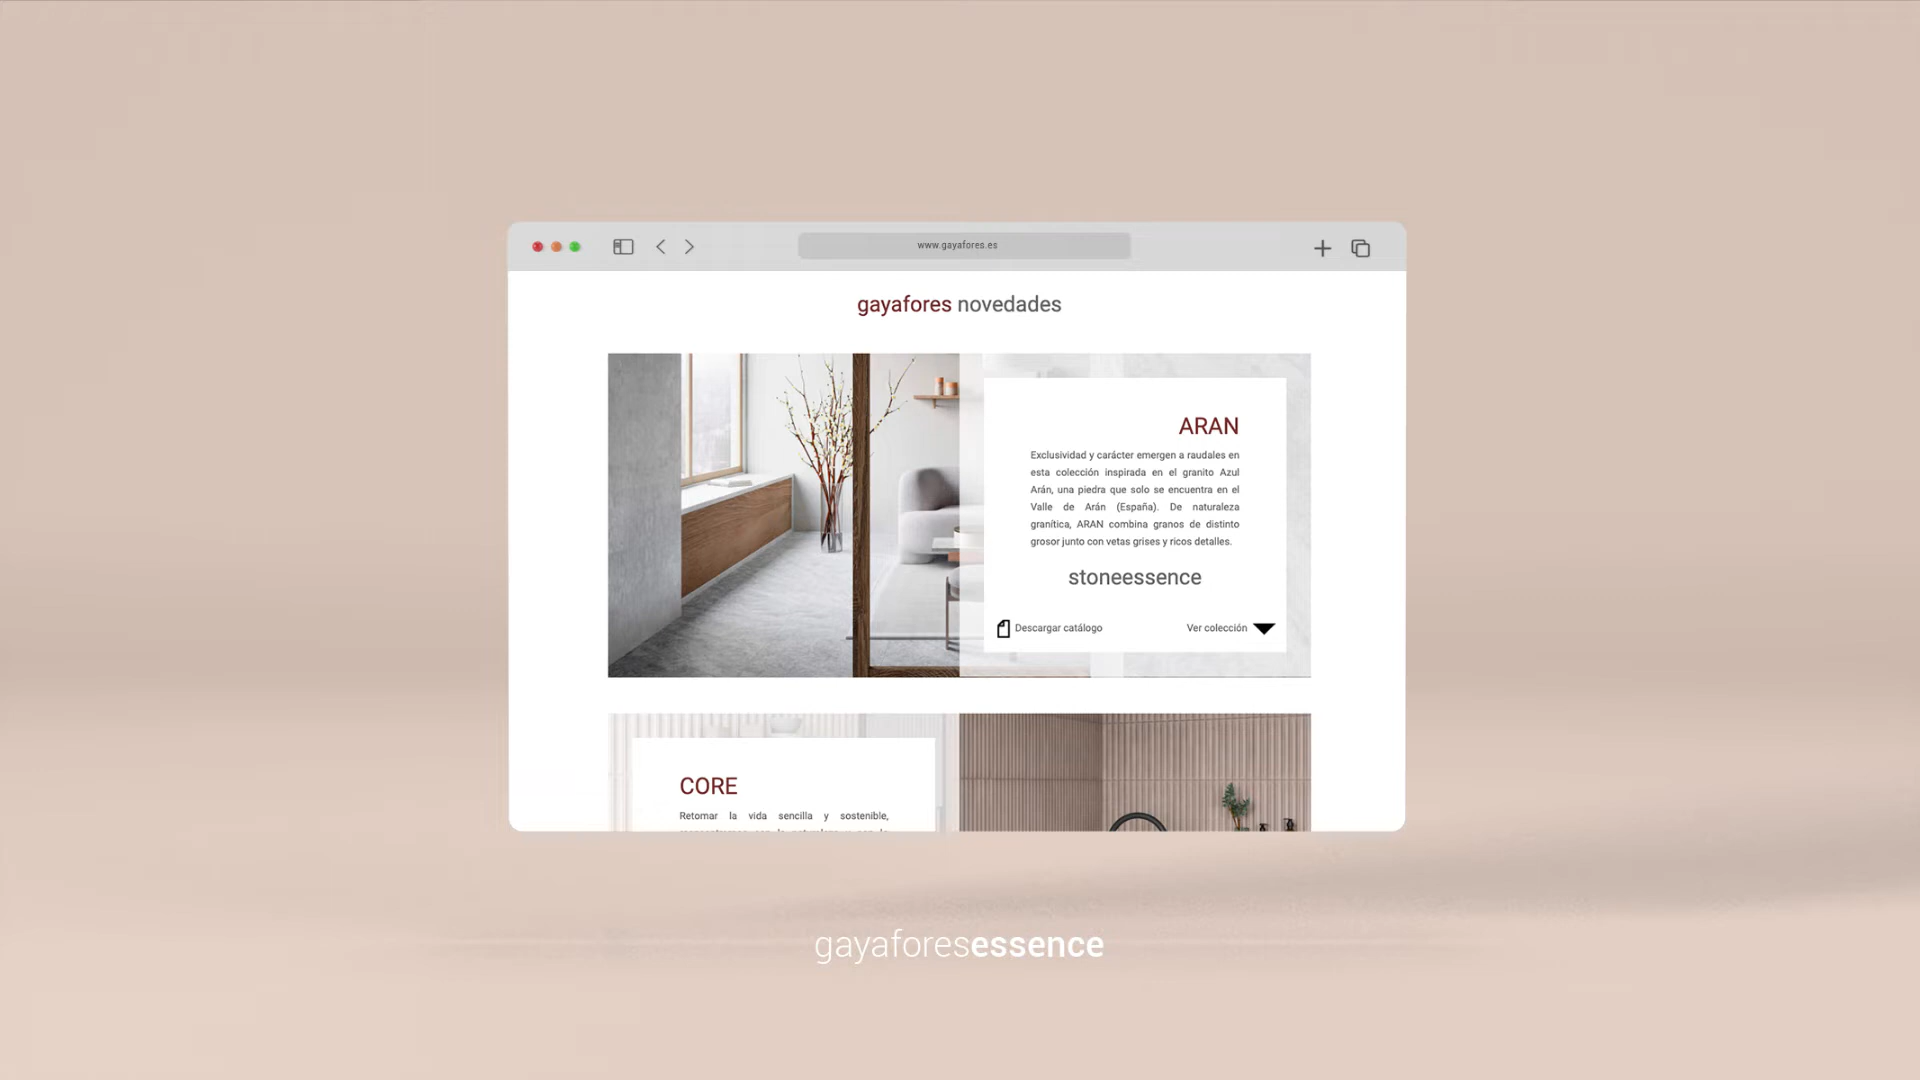 www.gayafores.es
gayafores novedades
ARAN
Exclusividad y carácter emergen a raudales en
esta colección inspirada en el granito Azul
Arán, una piedra que solo se encuentra en el
Valle de Arán (España). De naturaleza
granítica, ARAN combina granos de distinto
grosor junto con vetas grises y ricos detalles.
stoneessence
Descargar catálogo
Ver colección
CORE
Retomar la vida sencilla y sostenible,
gayaforesessence